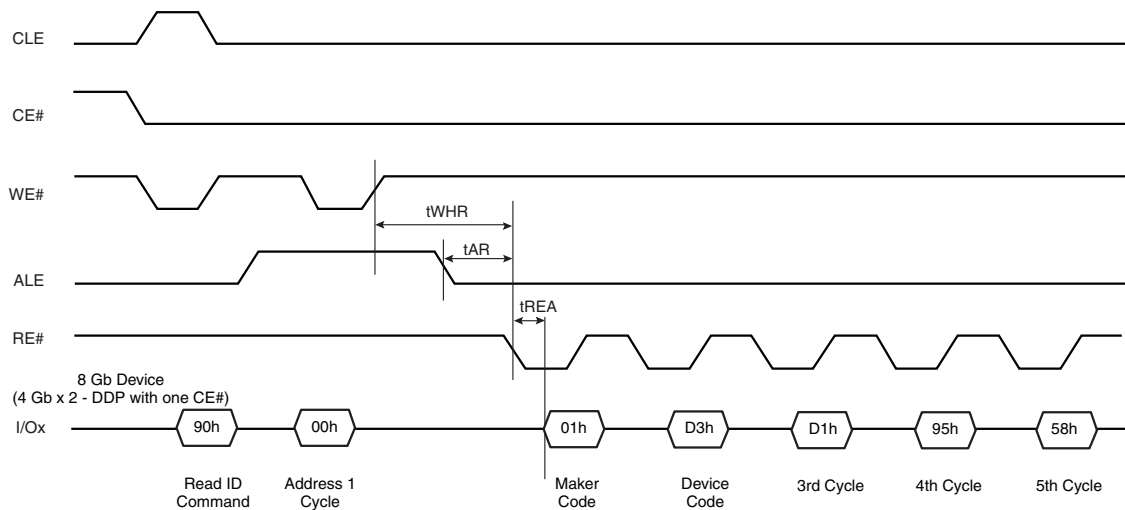 CLE
CE#
WE#
tWHR
tAR
ALE
tREA
RE#
8 Gb Device
(4 Gb x 2 - DDP with one CE#)
I/Ox
90h
00h
01h
D3h
D1h
95h
58h
Read ID
Command
Address 1
Cycle
Maker
Code
Device
Code
3rd Cycle
4th Cycle
5th Cycle